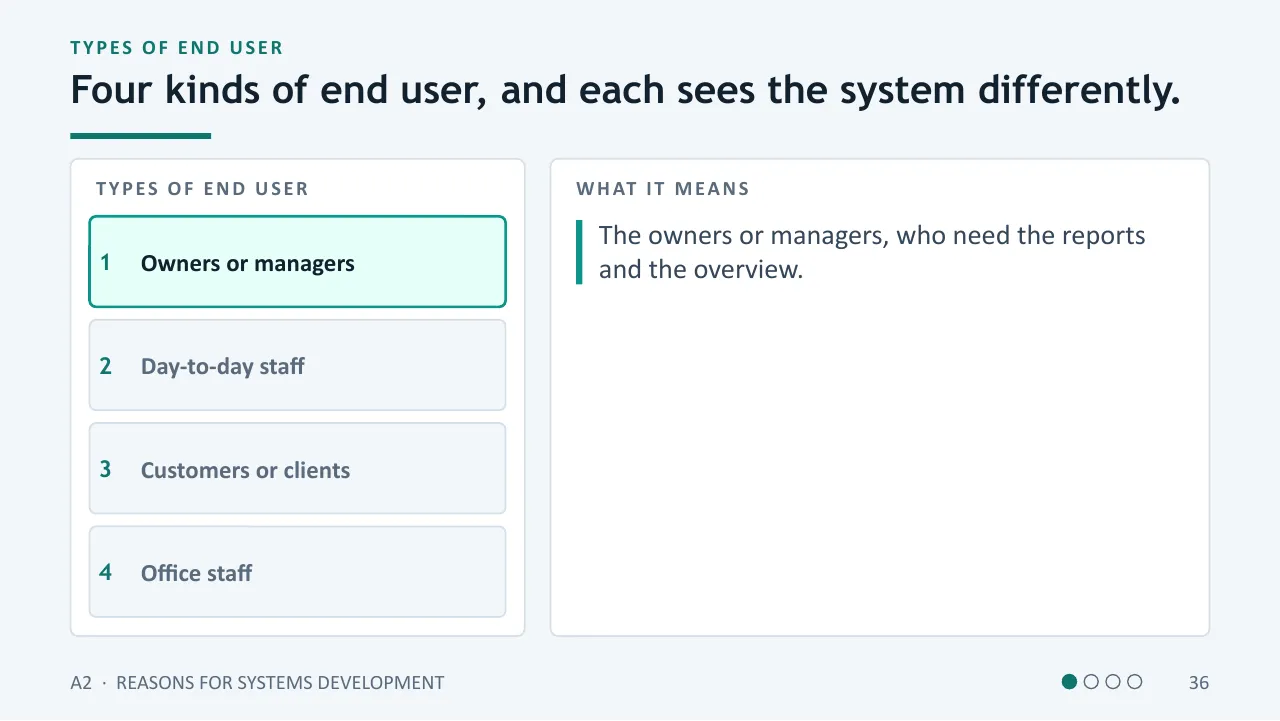 TYPES OF END USER
Four kinds of end user, and each sees the system differently.
TYPES OF END USER
1 Owners or managers
2 Day-to-day staff
3 Customers or clients
4 Office staff
WHAT IT MEANS
The owners or managers, who need the reports
and the overview.
A2 · REASONS FOR SYSTEMS DEVELOPMENT
36